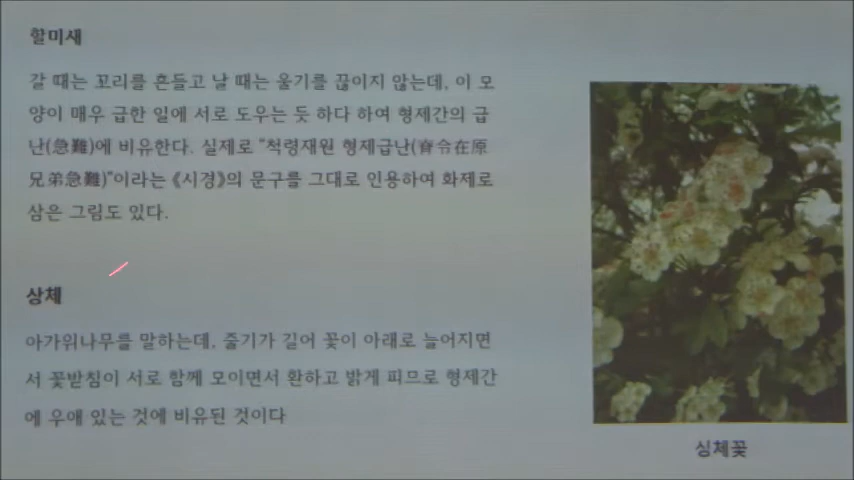 할미새
갈 때는 꼬리를 흔들고 날 때는 울기를 끊이지 않는데, 이 모
양이 매우 급한 일에 서로 도우는 듯 하다 하여 형제간의 급
난(急難)에 비유한다. 실제로 "척령재원 형제급난(脊令在原
兄弟急難)"이라는 《시경》의 문구를 그대로 인용하여 화제로
삼은 그림도 있다.
상체
아가위나무를 말하는데, 줄기가 길어 꽃이 아래로 늘어지면
서 꽃받침이 서로 함께 모이면서 환하고 밝게 피므로 형제간
에 우애 있는 것에 비유된 것이다
상체꽃